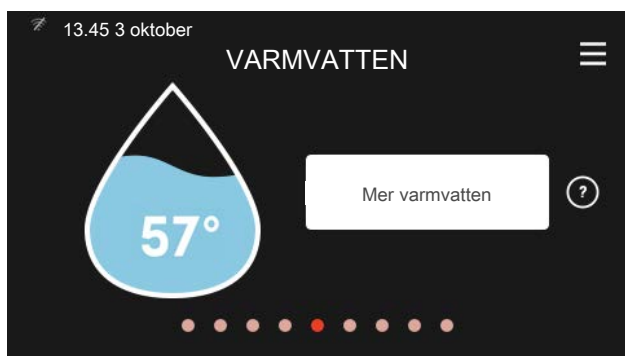 13.45 3 oktober
VARMVATTEN
57°
Mer varmvatten
?